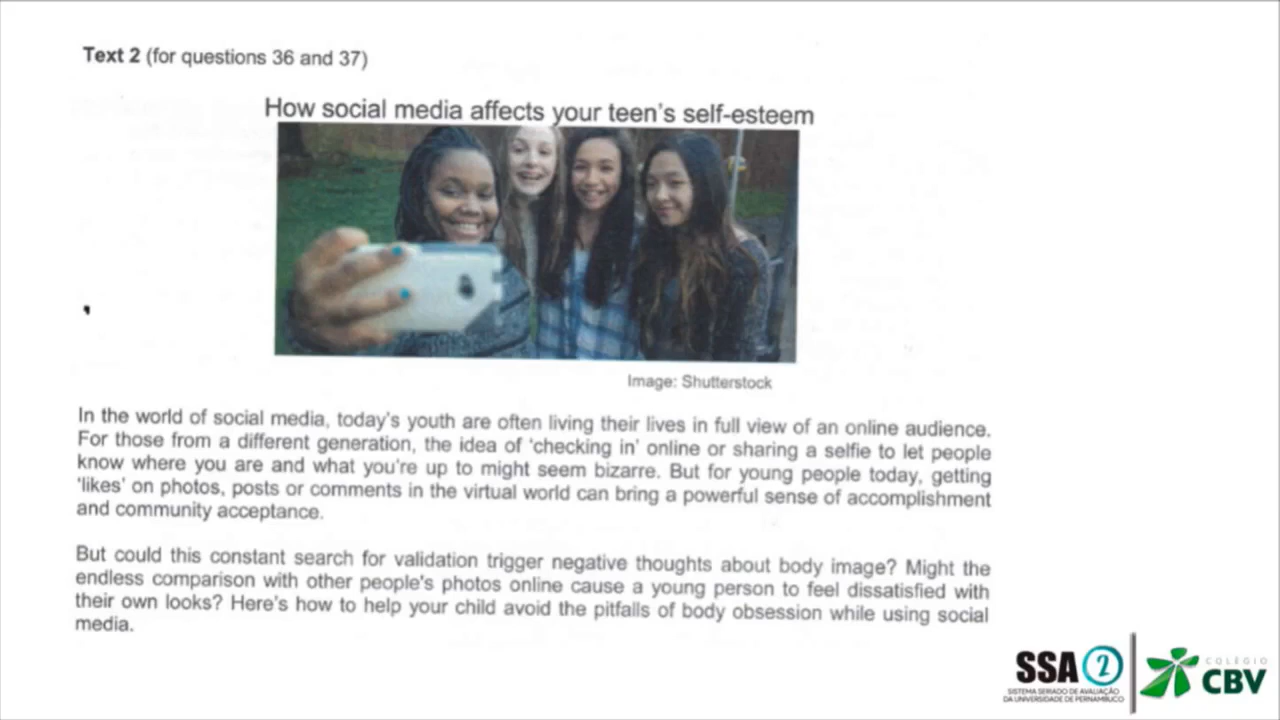 Text 2 (for questions 36 and 37)
How social media affects your teen's self-esteem
Image: Shutterstock
In the world of social media, today's youth are often living their lives in full view of an online audience.
For those from a different generation, the idea of 'checking in' online or sharing a selfie to let people
know where you are and what you're up to might seem bizarre. But for young people today, getting
'likes' on photos, posts or comments in the virtual world can bring a powerful sense of accomplishment
and community acceptance.
But could this constant search for validation trigger negative thoughts about body image? Might the
endless comparison with other people's photos online cause a young person to feel dissatisfied with
their own looks? Here's how to help your child avoid the pitfalls of body obsession while using social
media.
SSA 2
SISTEMA SERIADO DE AVALIAÇÃO
DA UNIVERSIDADE DE PERNAMBUCO
COLÉGIO
CBV